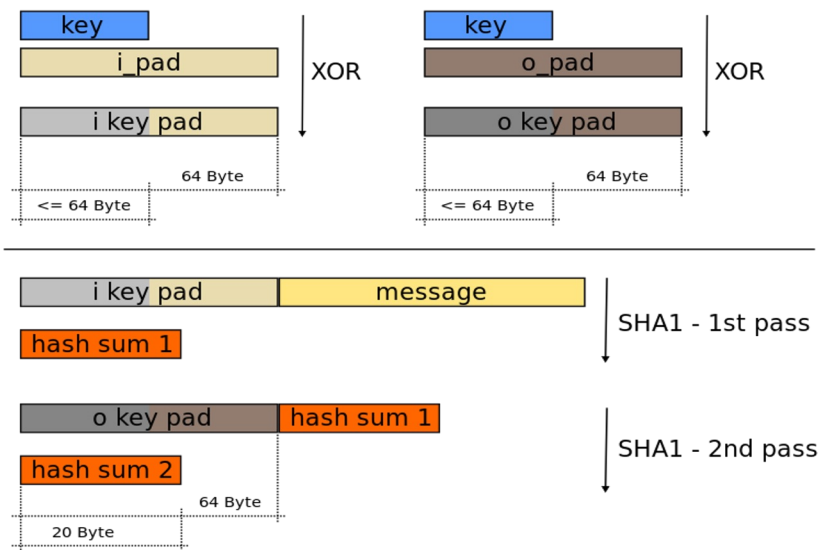 key
i_pad
XOR
i key pad
64 Byte
<= 64 Byte
key
o_pad
XOR
o key pad
64 Byte
<= 64 Byte
i key pad message
SHA1 - 1st pass
hash sum 1
o key pad hash sum 1
SHA1 - 2nd pass
hash sum 2
64 Byte
20 Byte